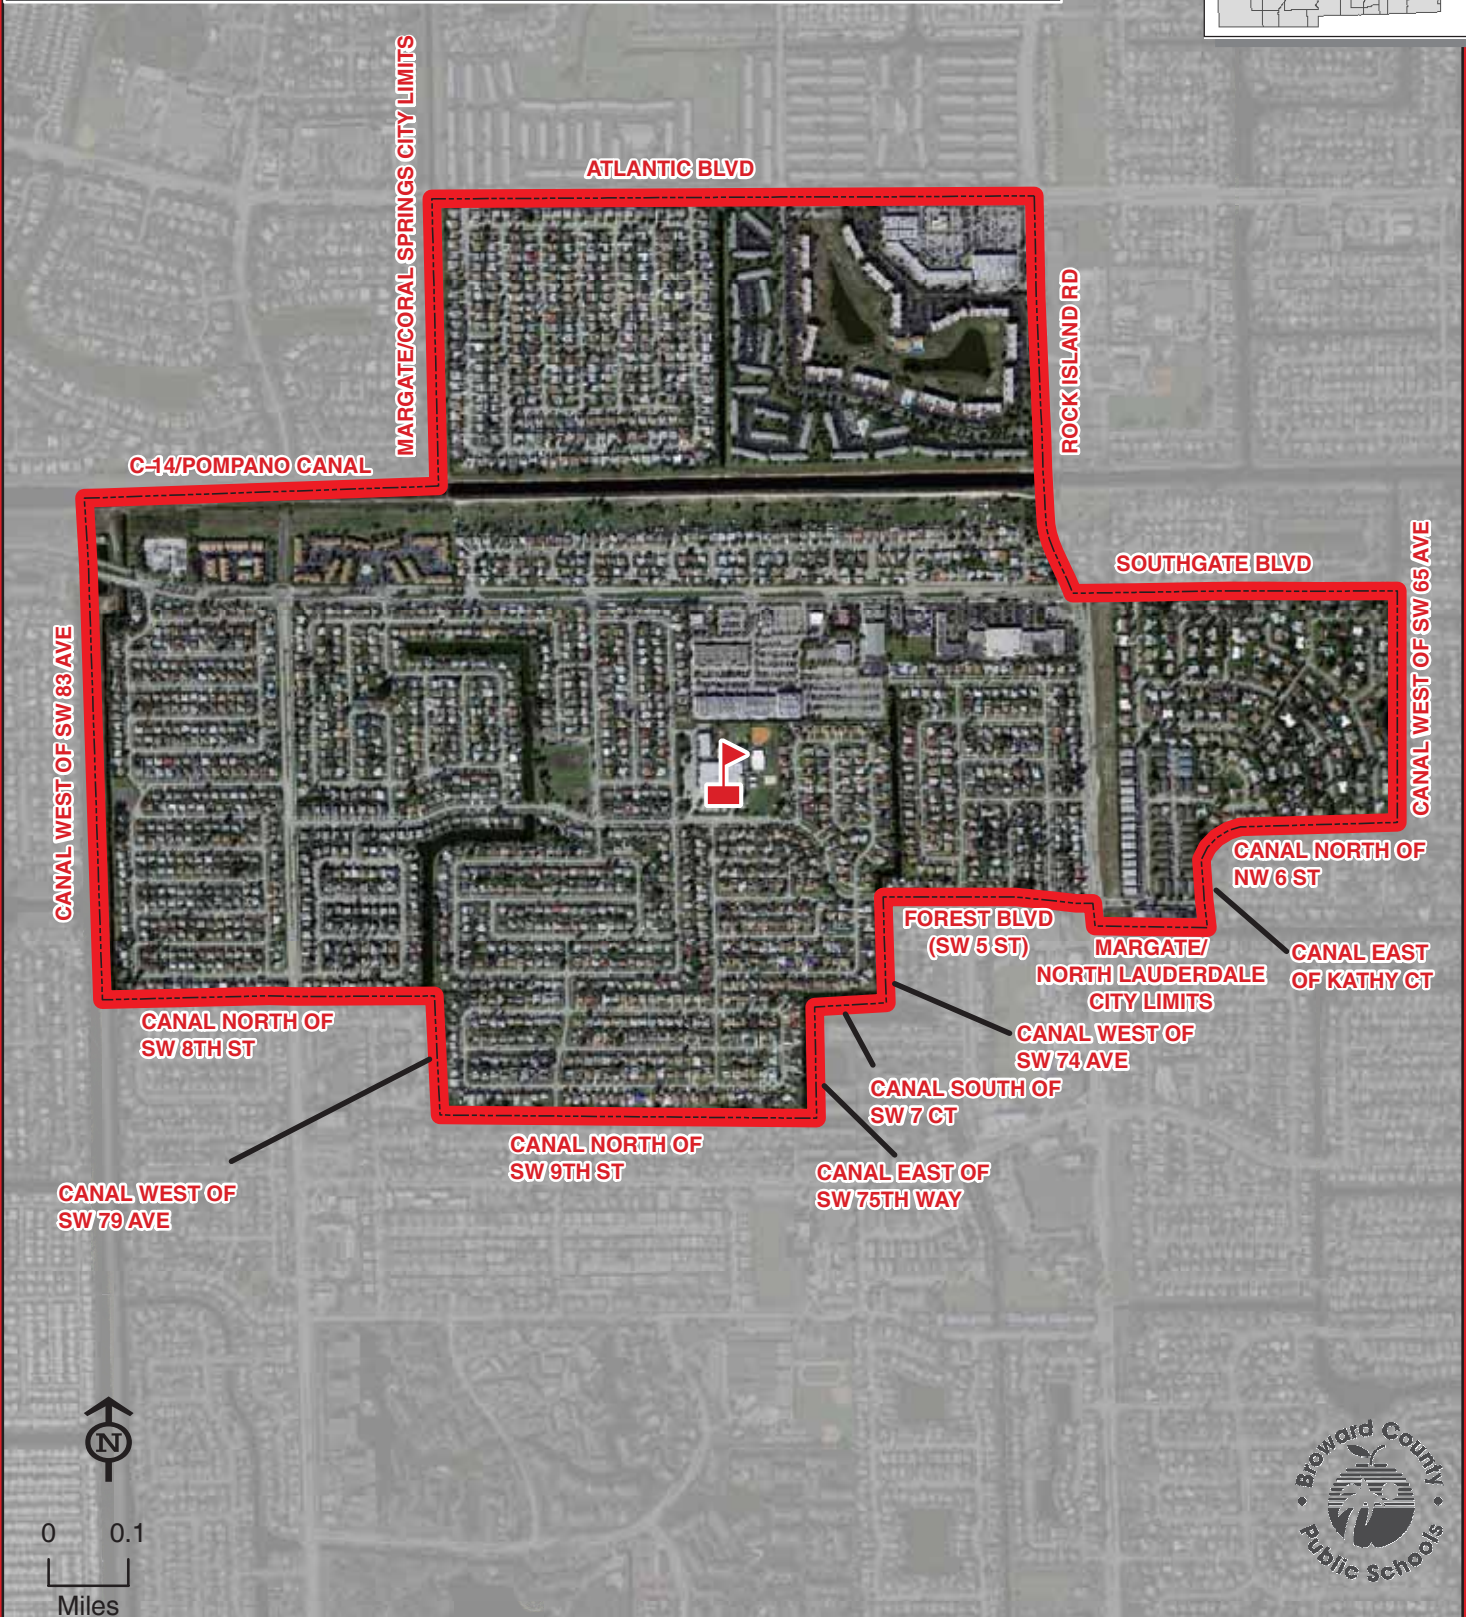 MARGATE/CORAL SPRINGS CITY LIMITS
ATLANTIC BLVD
ROCK ISLAND RD
C-14/POMPANO CANAL
SOUTHGATE BLVD
CANAL WEST OF SW 65 AVE
CANAL WEST OF SW 83 AVE
CANAL NORTH OF
NW 6 ST
FOREST BLVD
(SW 5 ST)
MARGATE/
NORTH LAUDERDALE
CITY LIMITS
CANAL EAST
OF KATHY CT
CANAL NORTH OF
SW 8TH ST
CANAL WEST OF
SW 74 AVE
CANAL SOUTH OF
SW 7 CT
CANAL NORTH OF
SW 9TH ST
CANAL EAST OF
SW 75TH WAY
CANAL WEST OF
SW 79 AVE
N
0 0.1
Miles
Broward County
Public Schools